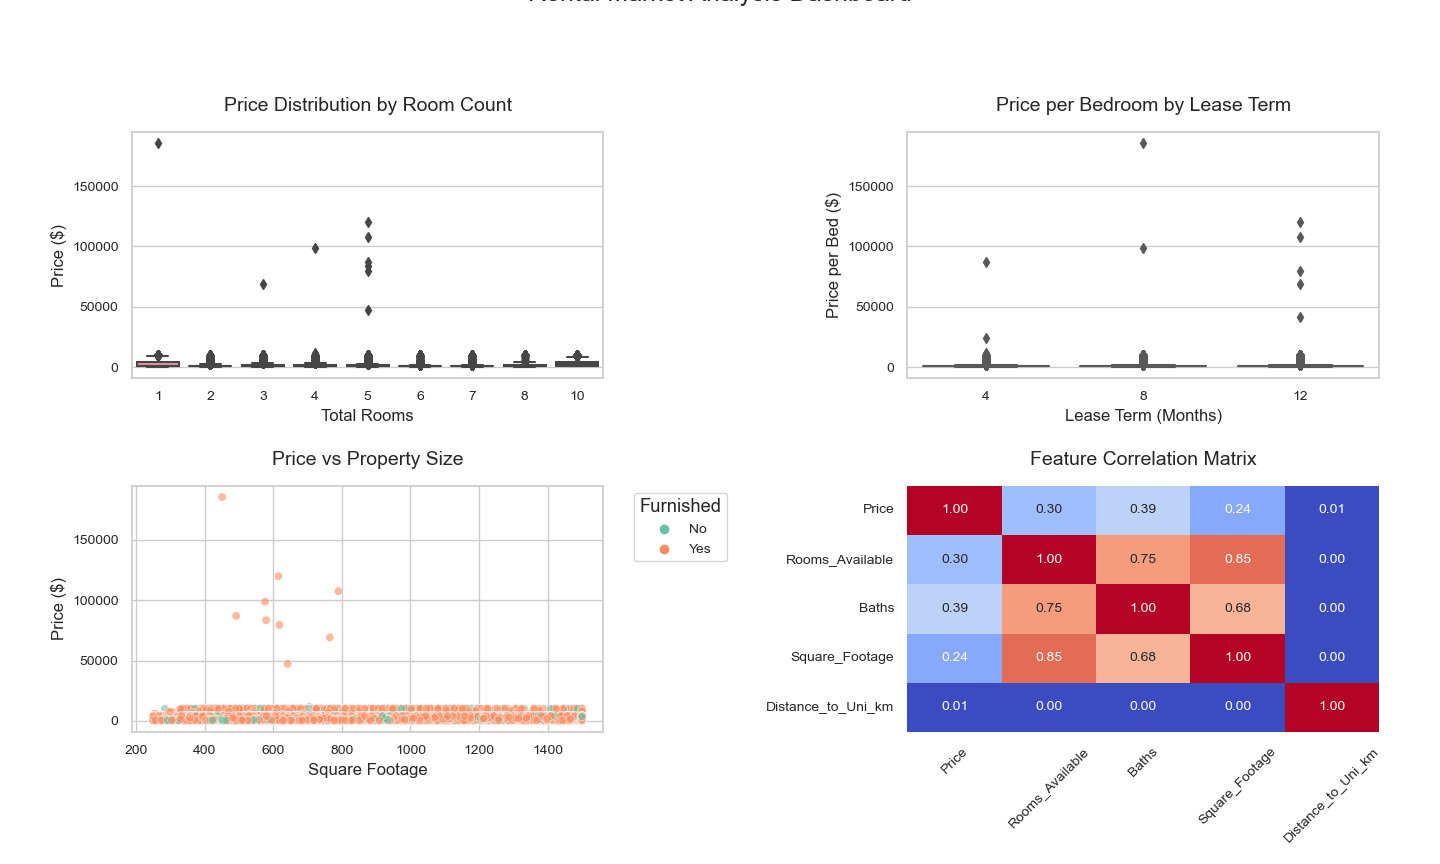 Rental Market Analysis Dashboard
Price Distribution by Room Count
Price ($)
150000
100000
50000
0
1 2 3 4 5 6 7 8 10
Total Rooms
Price per Bedroom by Lease Term
Price per Bed ($)
150000
100000
50000
0
4 8 12
Lease Term (Months)
Price vs Property Size
Price ($)
150000
100000
50000
0
200 400 600 800 1000 1200 1400
Square Footage
Furnished
No
Yes
Feature Correlation Matrix
Price 1.00 0.30 0.39 0.24 0.01
Rooms_Available 0.30 1.00 0.75 0.85 0.00
Baths 0.39 0.75 1.00 0.68 0.00
Square_Footage 0.24 0.85 0.68 1.00 0.00
Distance_to_Uni_km 0.01 0.00 0.00 0.00 1.00
Price Rooms_Available Baths Square_Footage Distance_to_Uni_km